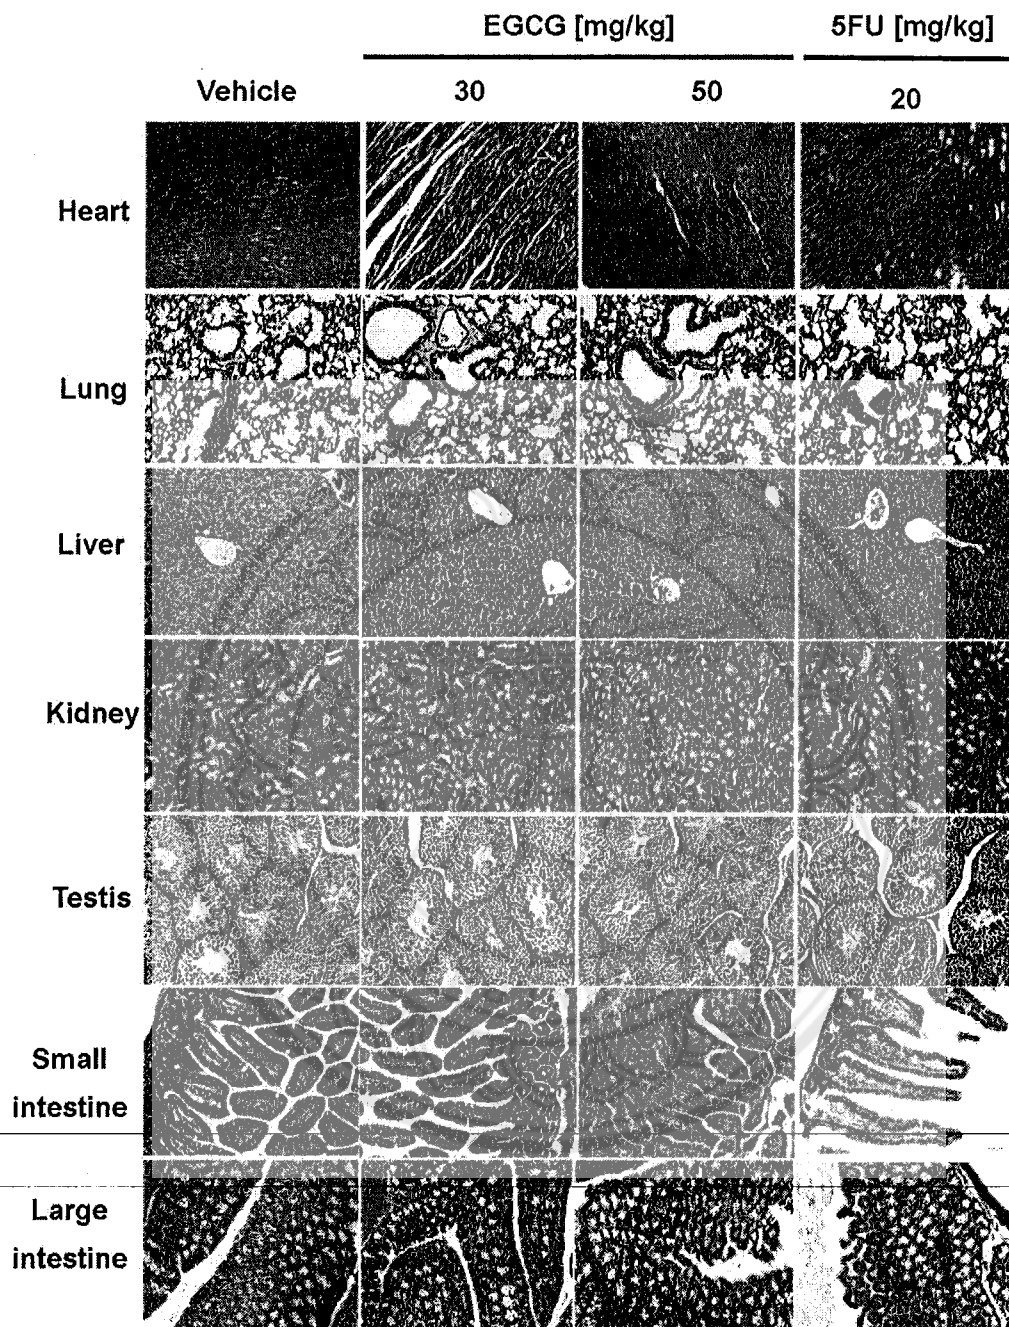 EGCG [mg/kg] 5FU [mg/kg]
Vehicle 30 50 20
Heart
Lung
Liver
Kidney
Testis
Small
intestine
Large
intestine